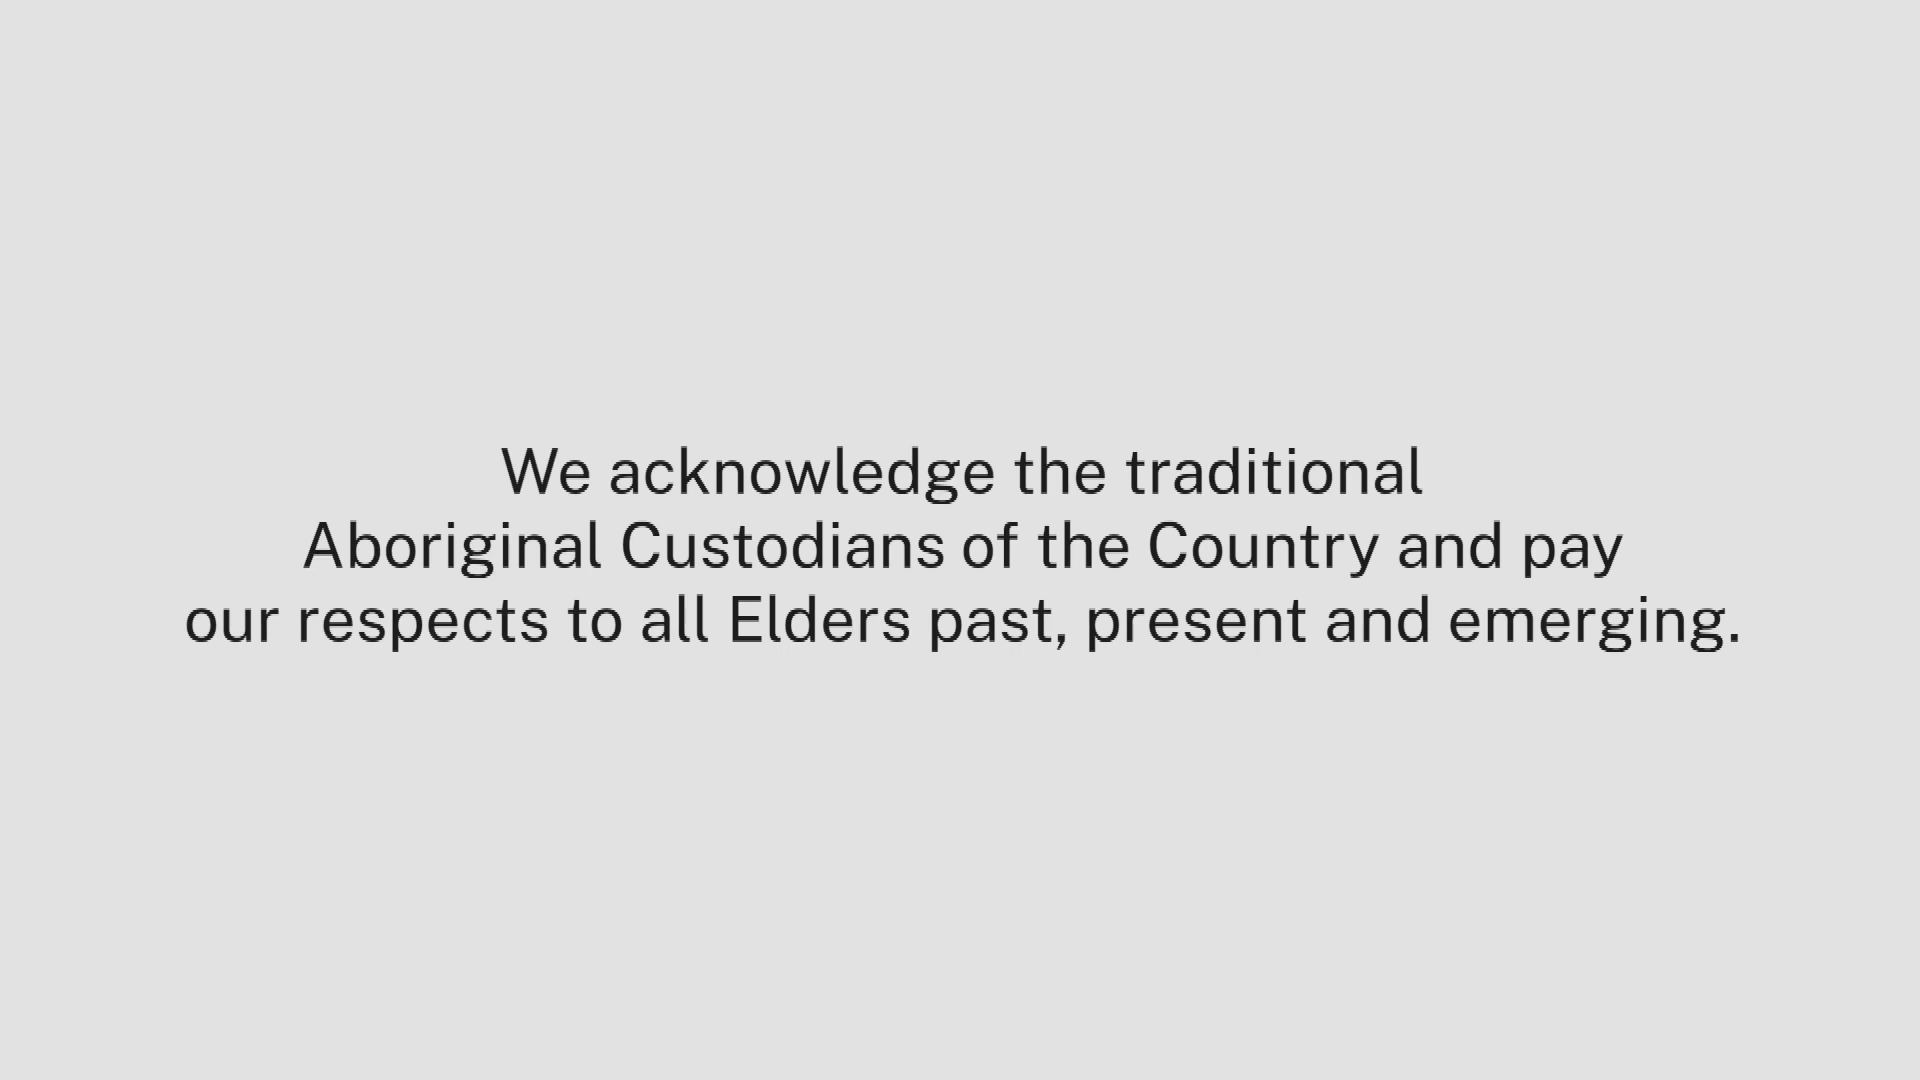 We acknowledge the traditional
Aboriginal Custodians of the Country and pay
our respects to all Elders past, present and emerging.